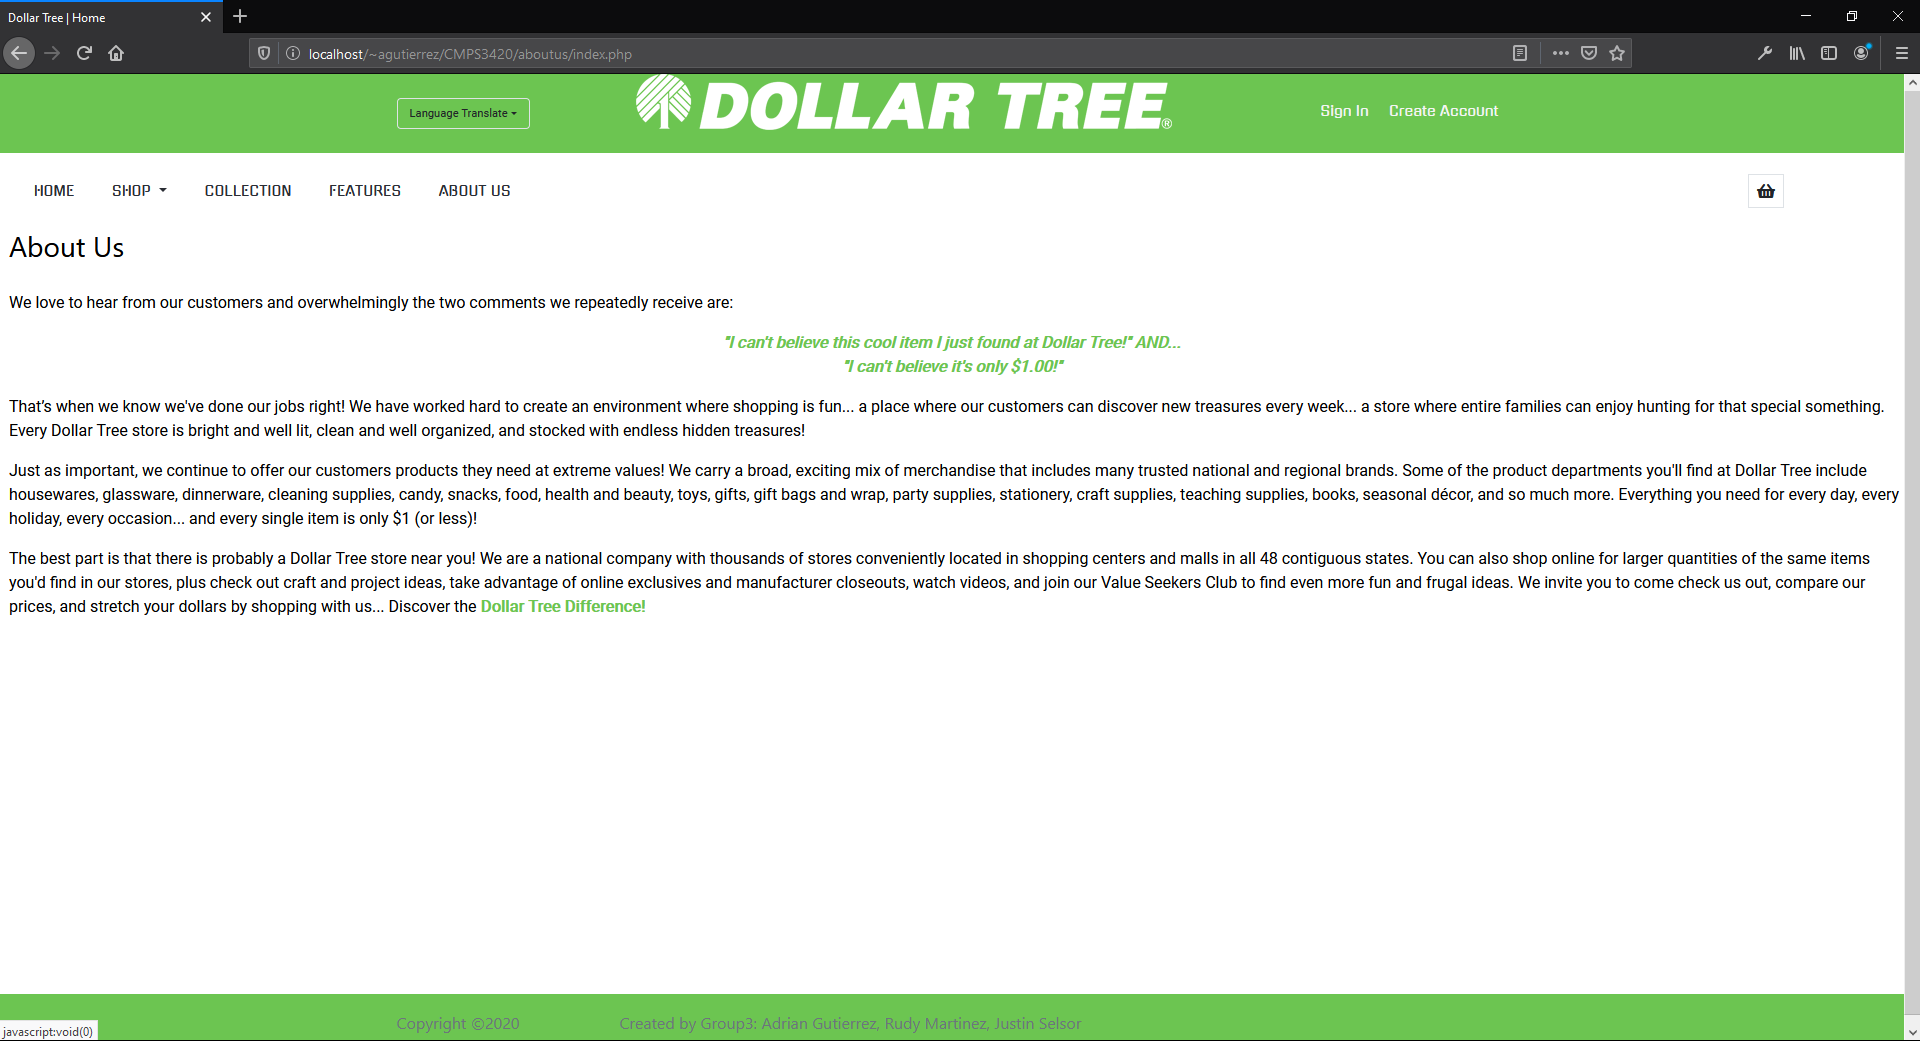 Dollar Tree | Home
localhost/~agutierrez/CMPS3420/aboutus/index.php
Language Translate
DOLLAR TREE®
Sign In Create Account
HOME SHOP COLLECTION FEATURES ABOUT US
About Us
We love to hear from our customers and overwhelmingly the two comments we repeatedly receive are:
"I can't believe this cool item I just found at Dollar Tree!" AND...
"I can't believe it's only $1.00!"
That’s when we know we've done our jobs right! We have worked hard to create an environment where shopping is fun... a place where our customers can discover new treasures every week... a store where entire families can enjoy hunting for that special something.
Every Dollar Tree store is bright and well lit, clean and well organized, and stocked with endless hidden treasures!
Just as important, we continue to offer our customers products they need at extreme values! We carry a broad, exciting mix of merchandise that includes many trusted national and regional brands. Some of the product departments you'll find at Dollar Tree include
housewares, glassware, dinnerware, cleaning supplies, candy, snacks, food, health and beauty, toys, gifts, gift bags and wrap, party supplies, stationery, craft supplies, teaching supplies, books, seasonal décor, and so much more. Everything you need for every day, every
holiday, every occasion... and every single item is only $1 (or less)!
The best part is that there is probably a Dollar Tree store near you! We are a national company with thousands of stores conveniently located in shopping centers and malls in all 48 contiguous states. You can also shop online for larger quantities of the same items
you'd find in our stores, plus check out craft and project ideas, take advantage of online exclusives and manufacturer closeouts, watch videos, and join our Value Seekers Club to find even more fun and frugal ideas. We invite you to come check us out, compare our
prices, and stretch your dollars by shopping with us... Discover the Dollar Tree Difference!
Copyright ©2020 Created by Group3: Adrian Gutierrez, Rudy Martinez, Justin Selsor
javascript:void(0)